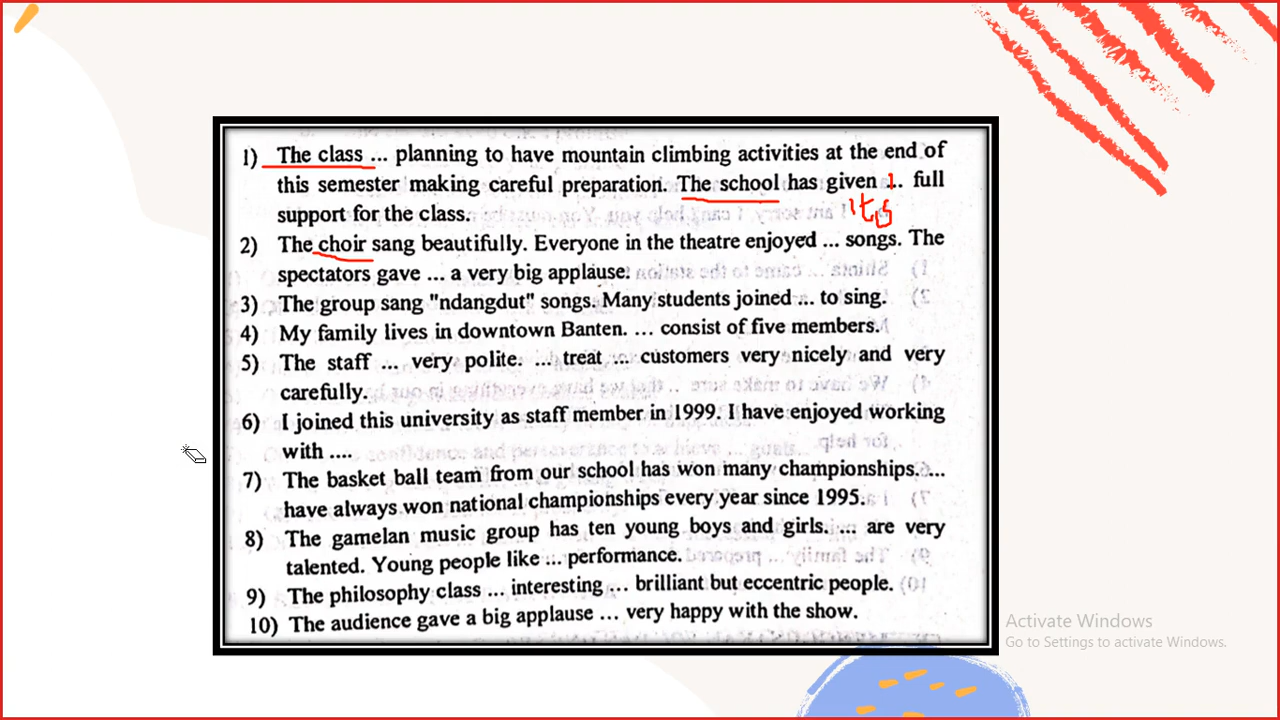 1) The class ... planning to have mountain climbing activities at the end of
this semester making careful preparation. The school has given ... full
its
support for the class.
2) The choir sang beautifully. Everyone in the theatre enjoyed ... songs. The
spectators gave ... a very big applause.
3) The group sang "ndangdut" songs. Many students joined ... to sing.
4) My family lives in downtown Banten. ... consist of five members.
5) The staff ... very polite. ... treat ... customers very nicely and very
carefully.
6) I joined this university as staff member in 1999. I have enjoyed working
with ....
7) The basket ball team from our school has won many championships. ...
have always won national championships every year since 1995.
8) The gamelan music group has ten young boys and girls. ... are very
talented. Young people like ... performance.
9) The philosophy class ... interesting ... brilliant but eccentric people.
10) The audience gave a big applause ... very happy with the show.
Activate Windows
Go to Settings to activate Windows.